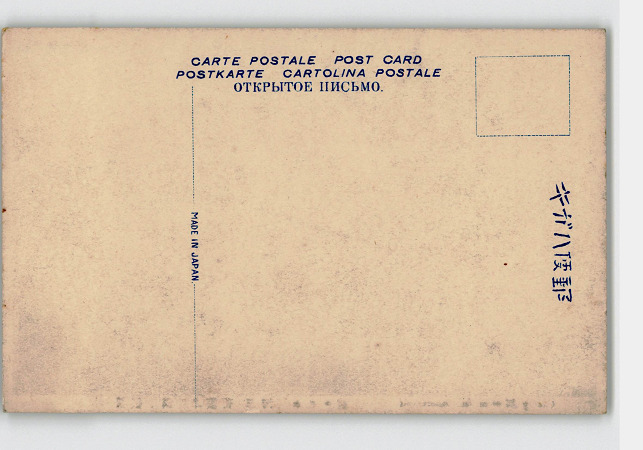 CARTE POSTALE POST CARD
POSTKARTE CARTOLINA POSTALE
ОТКРЫТОЕ ПИСЬМО.
MADE IN JAPAN
郵便ハガキ